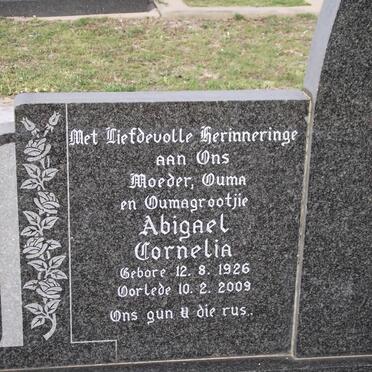 Met Liefdevolle Herinneringe
aan Ons
Moeder, Ouma
en Oumagrootjie
Abigael
Cornelia
Gebore 12. 8. 1926
Oorlede 10. 2. 2009
Ons gun U die rus..